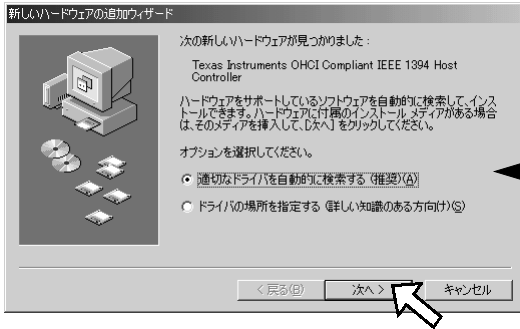 新しいハードウェアの追加ウィザード
次の新しいハードウェアが見つかりました:
Texas Instruments OHCI Compliant IEEE 1394 Host
Controller
ハードウェアをサポートしているソフトウェアを自動的に検索して、インス
トールできます。ハードウェアに付属のインストール メディアがある場合
は、そのメディアを挿入して、[次へ] をクリックしてください。
オプションを選択してください。
適切なドライバを自動的に検索する (推奨)(A)
ドライバの場所を指定する (詳しい知識のある方向け)(S)
< 戻る(B) 次へ > キャンセル